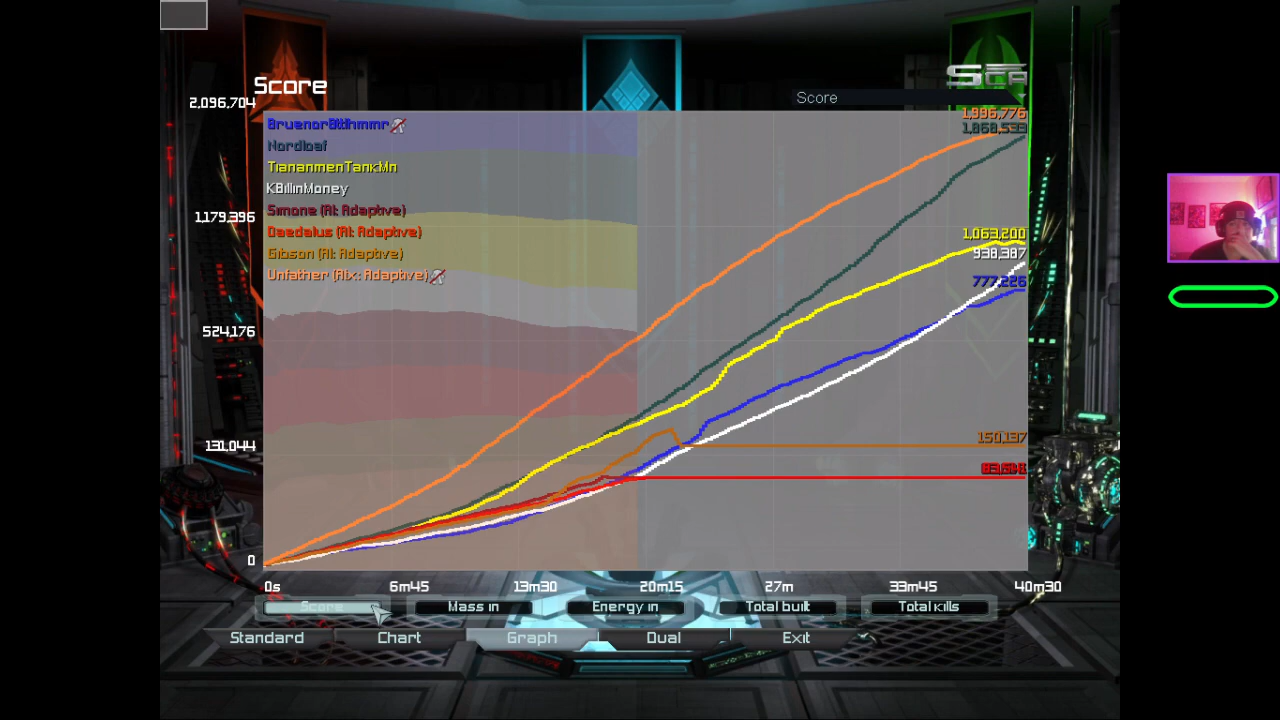 Score
SCA
Score
2,096,704
1,179,396
524,176
131,044
0
Nordloaf
TiananmenTankMn
KBillinMoney
Simone (AI: Adaptive)
Daedalus (AI: Adaptive)
Gibson (AI: Adaptive)
Unfather (AIx: Adaptive)
1,996,776
1,868,533
1,063,200
938,387
777,226
150,137
0s
6m45
13m30
20m15
27m
33m45
40m30
Score
Mass in
Energy in
Total built
Total kills
Standard
Chart
Graph
Dual
Exit